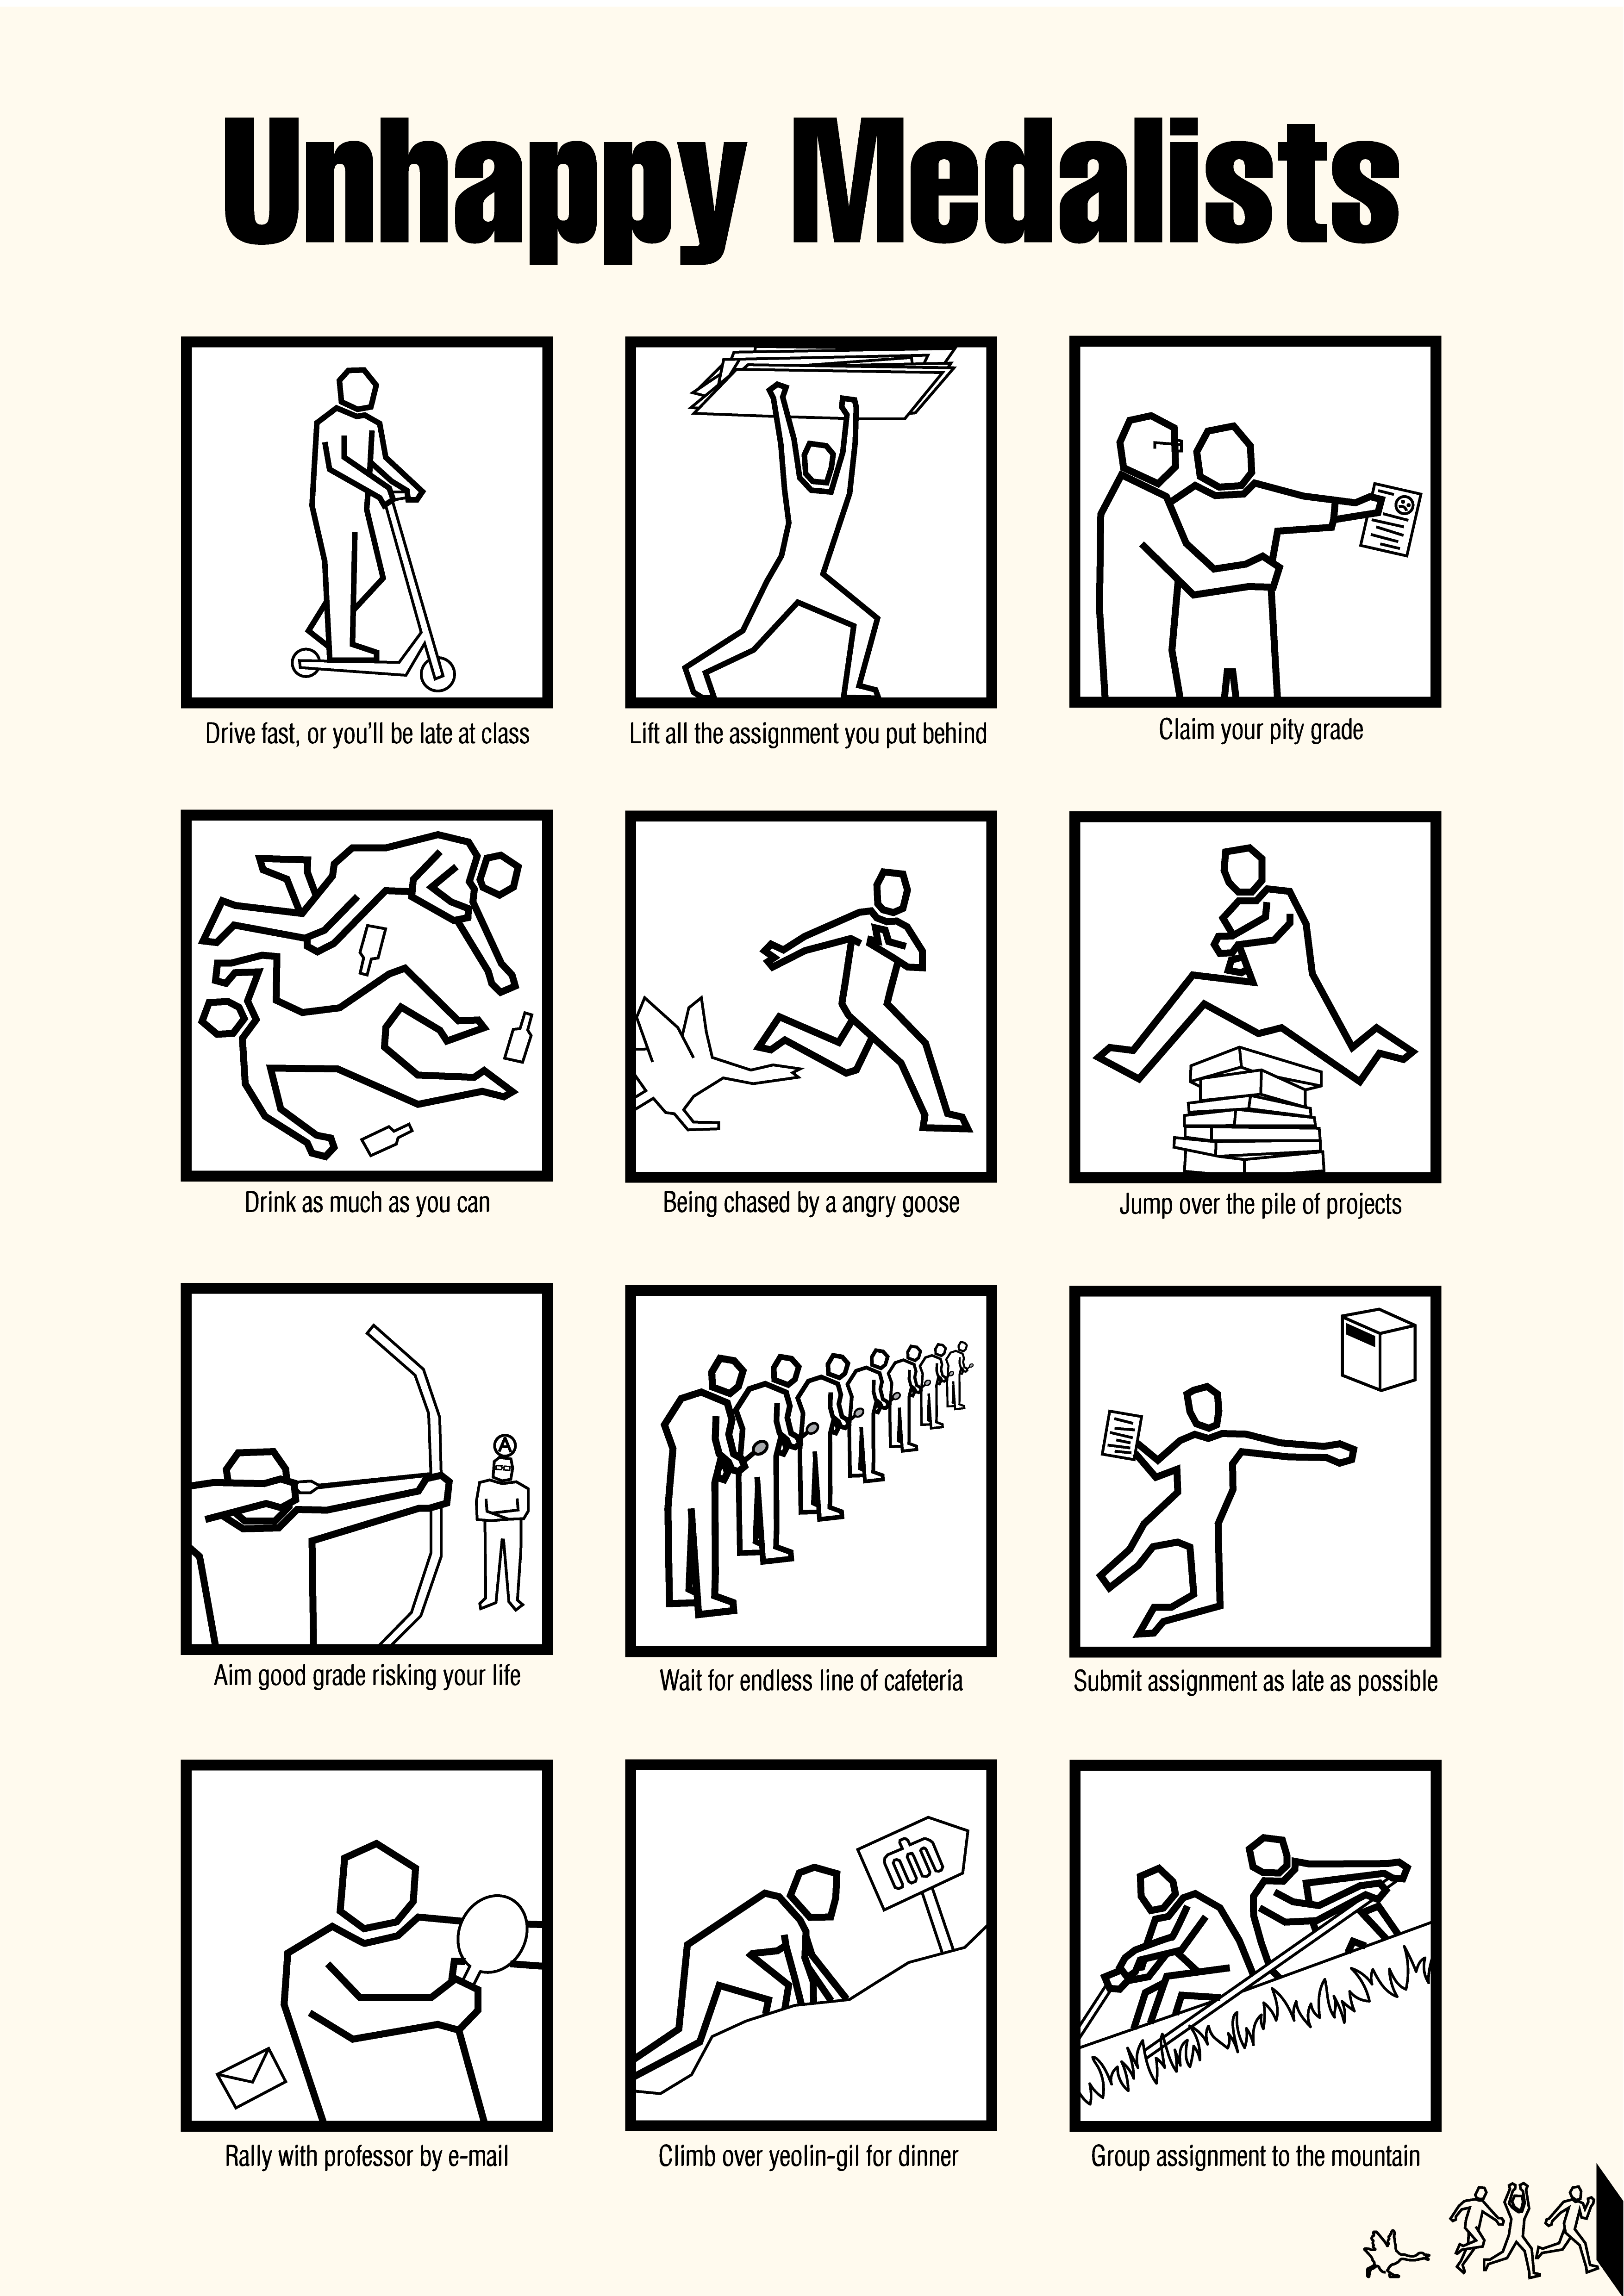 Unhappy Medalists
Drive fast, or you’ll be late at class
Lift all the assignment you put behind
Claim your pity grade
Drink as much as you can
Being chased by a angry goose
Jump over the pile of projects
A
Aim good grade risking your life
Wait for endless line of cafeteria
Submit assignment as late as possible
Rally with professor by e-mail
Climb over yeolin-gil for dinner
Group assignment to the mountain